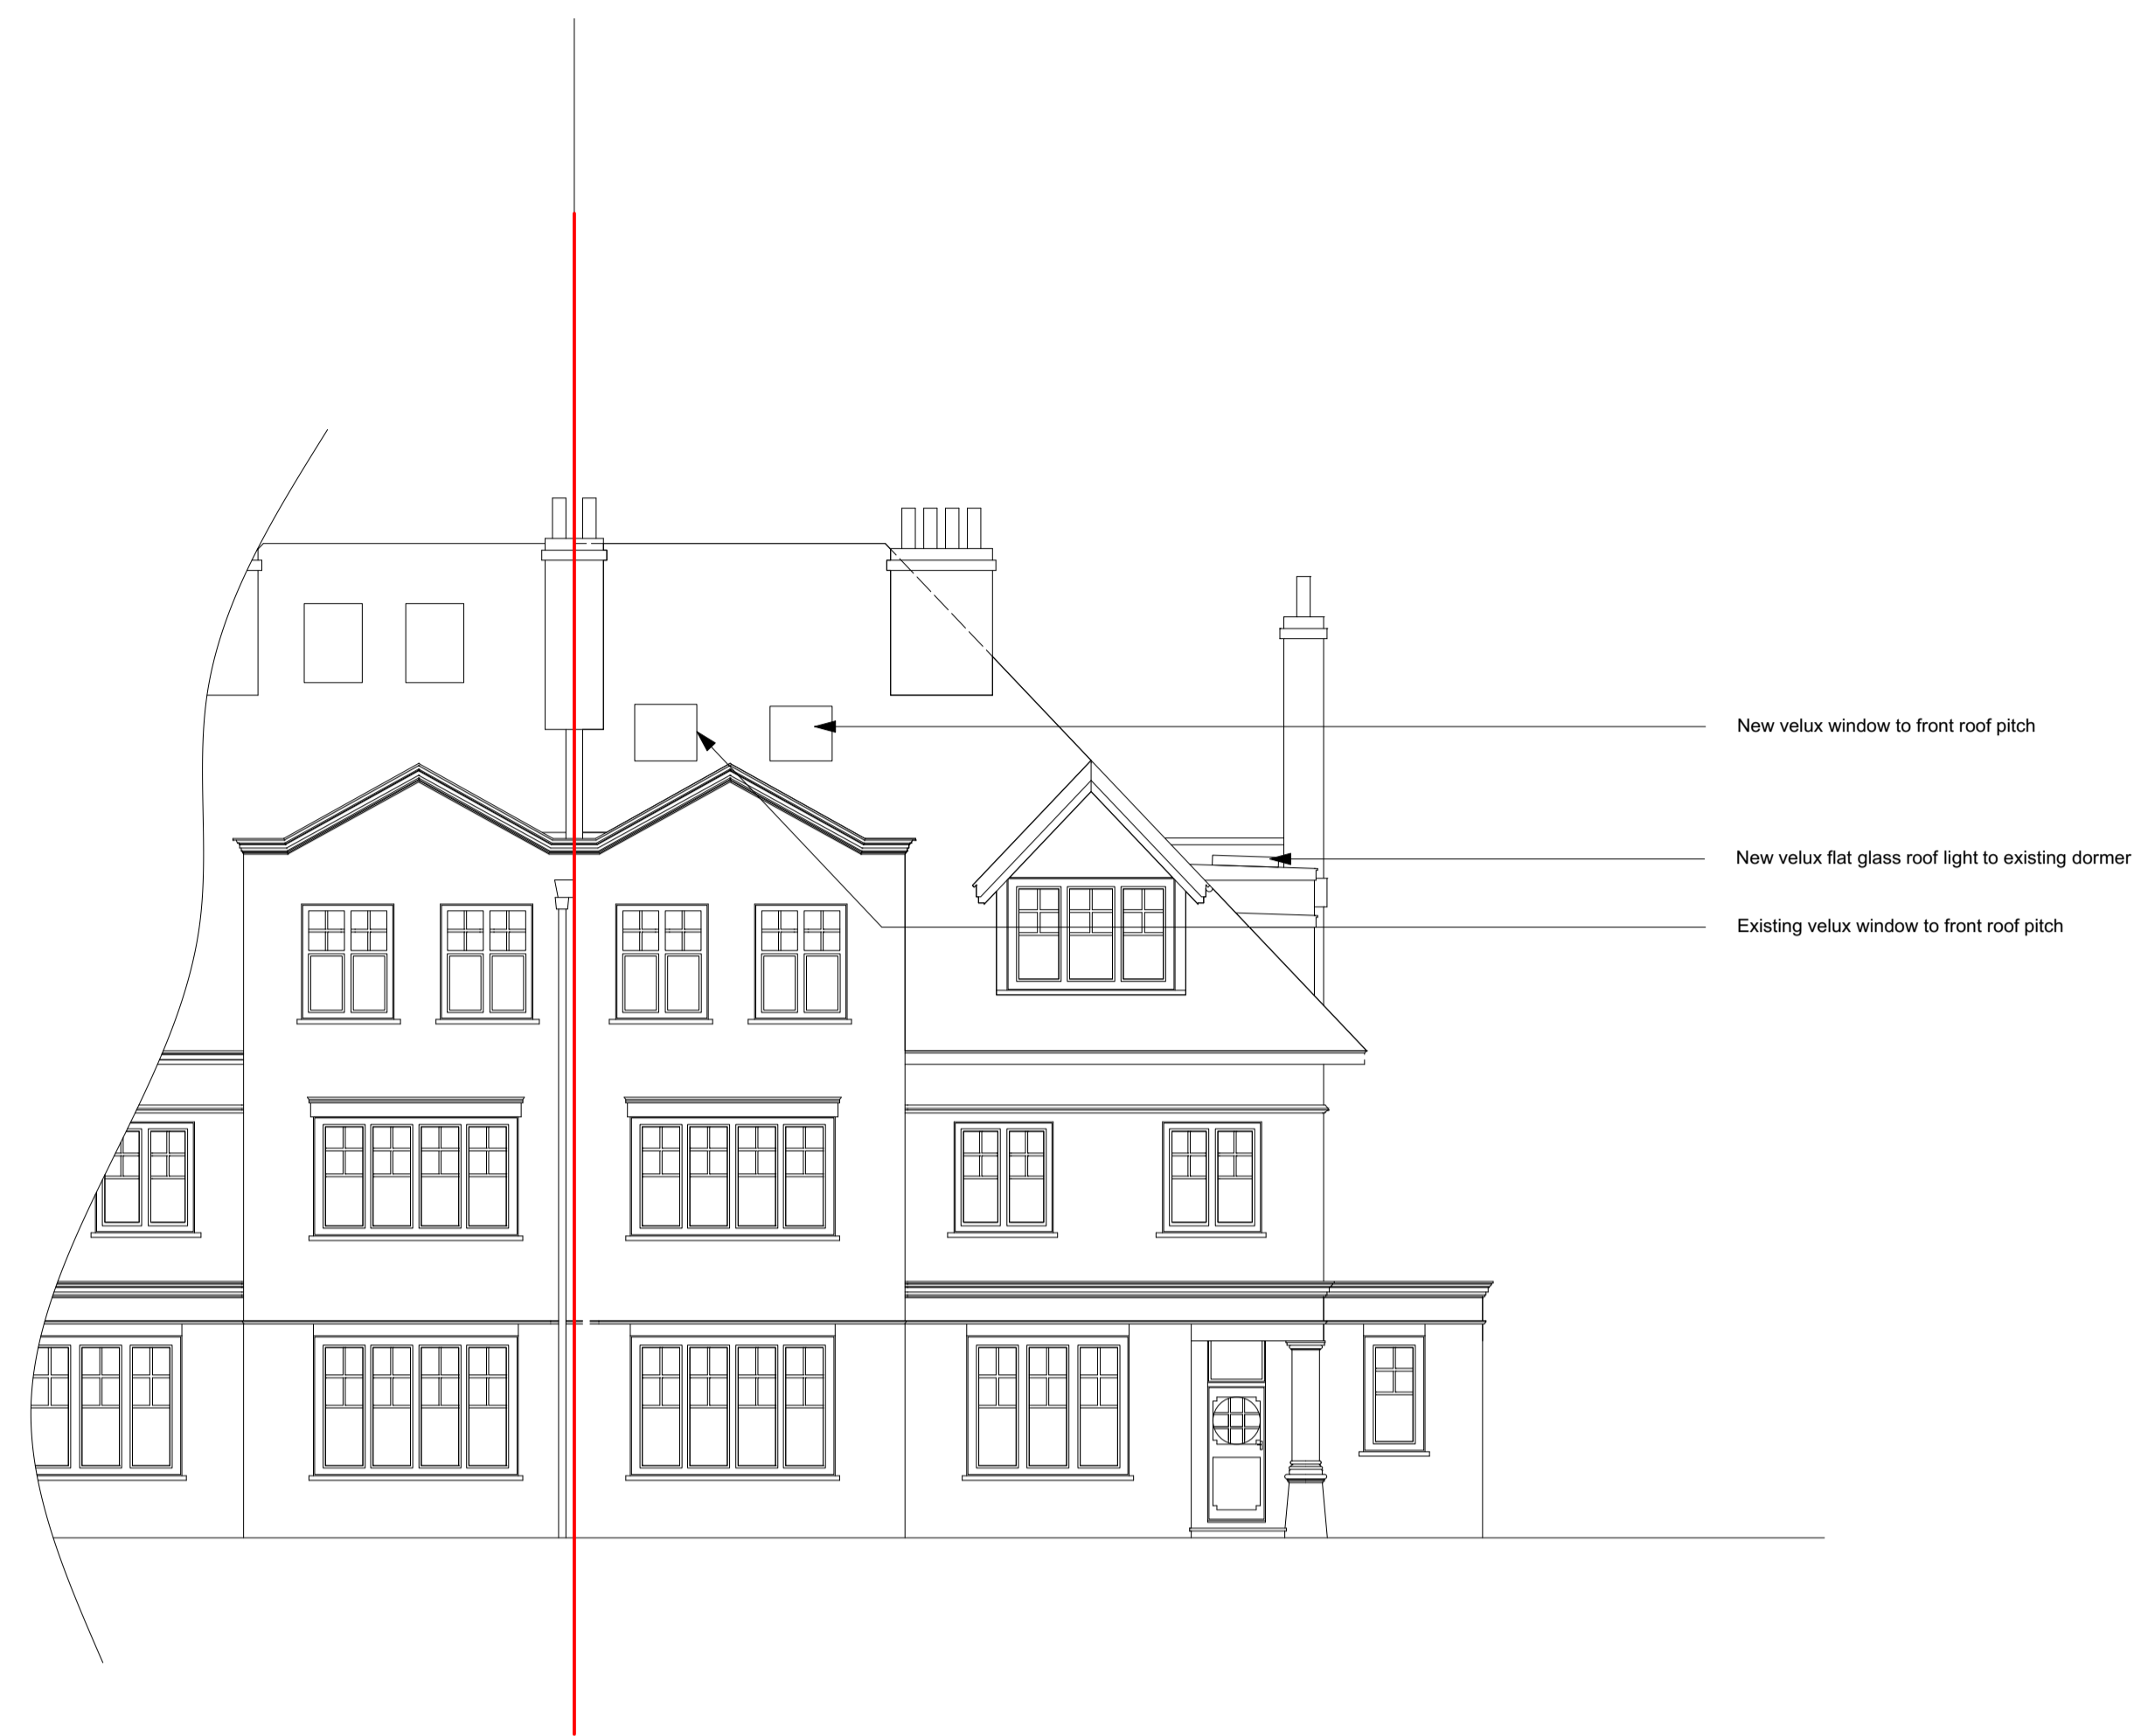 New velux window to front roof pitch
New velux flat glass roof light to existing dormer
Existing velux window to front roof pitch